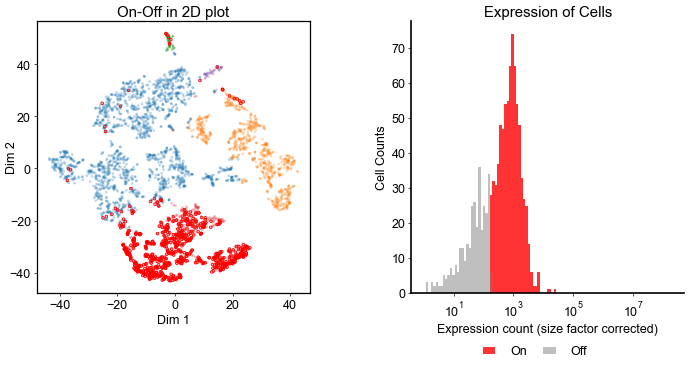 On-Off in 2D plot
Dim 2
40
20
0
−20
−40
−40 −20 0 20 40
Dim 1
Expression of Cells
Cell Counts
70
60
50
40
30
20
10
0
10^1 10^3 10^5 10^7
Expression count (size factor corrected)
On Off